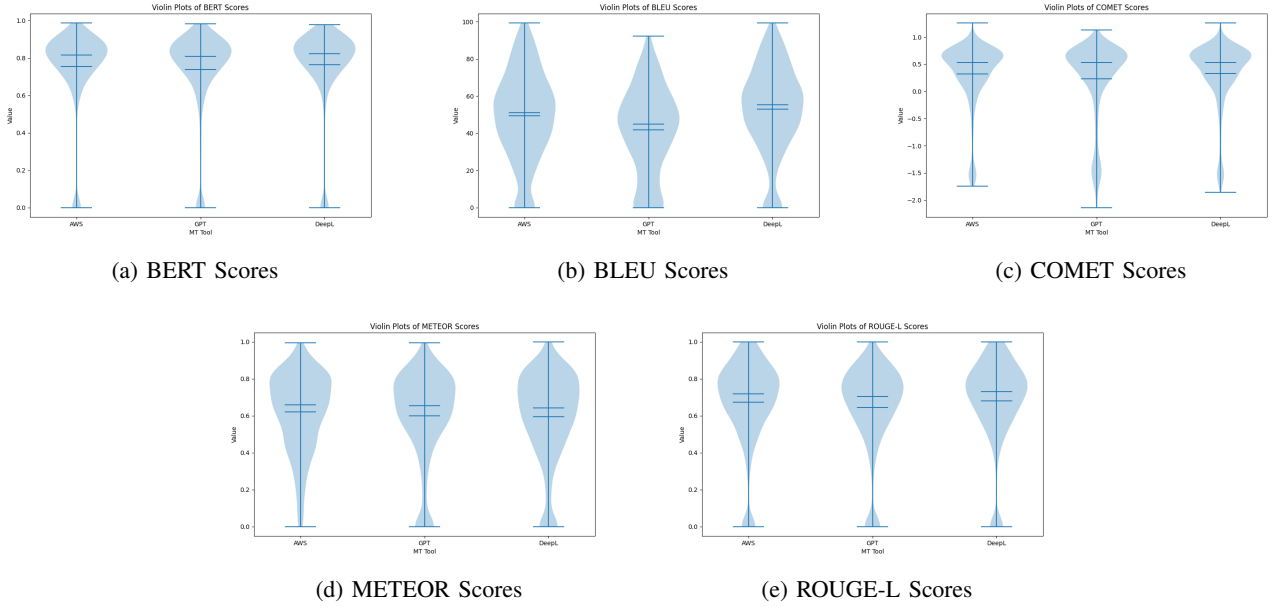 Violin Plots of BERT Scores
1.0
0.8
0.6
0.4
0.2
0.0
Value
AWS
GPT
DeepL
MT Tool
(a) BERT Scores
Violin Plots of BLEU Scores
100
80
60
40
20
0
Value
AWS
GPT
DeepL
MT Tool
(b) BLEU Scores
Violin Plots of COMET Scores
1.0
0.5
0.0
−0.5
−1.0
−1.5
−2.0
Value
AWS
GPT
DeepL
MT Tool
(c) COMET Scores
Violin Plots of METEOR Scores
1.0
0.8
0.6
0.4
0.2
0.0
Value
AWS
GPT
DeepL
MT Tool
(d) METEOR Scores
Violin Plots of ROUGE-L Scores
1.0
0.8
0.6
0.4
0.2
0.0
Value
AWS
GPT
DeepL
MT Tool
(e) ROUGE-L Scores